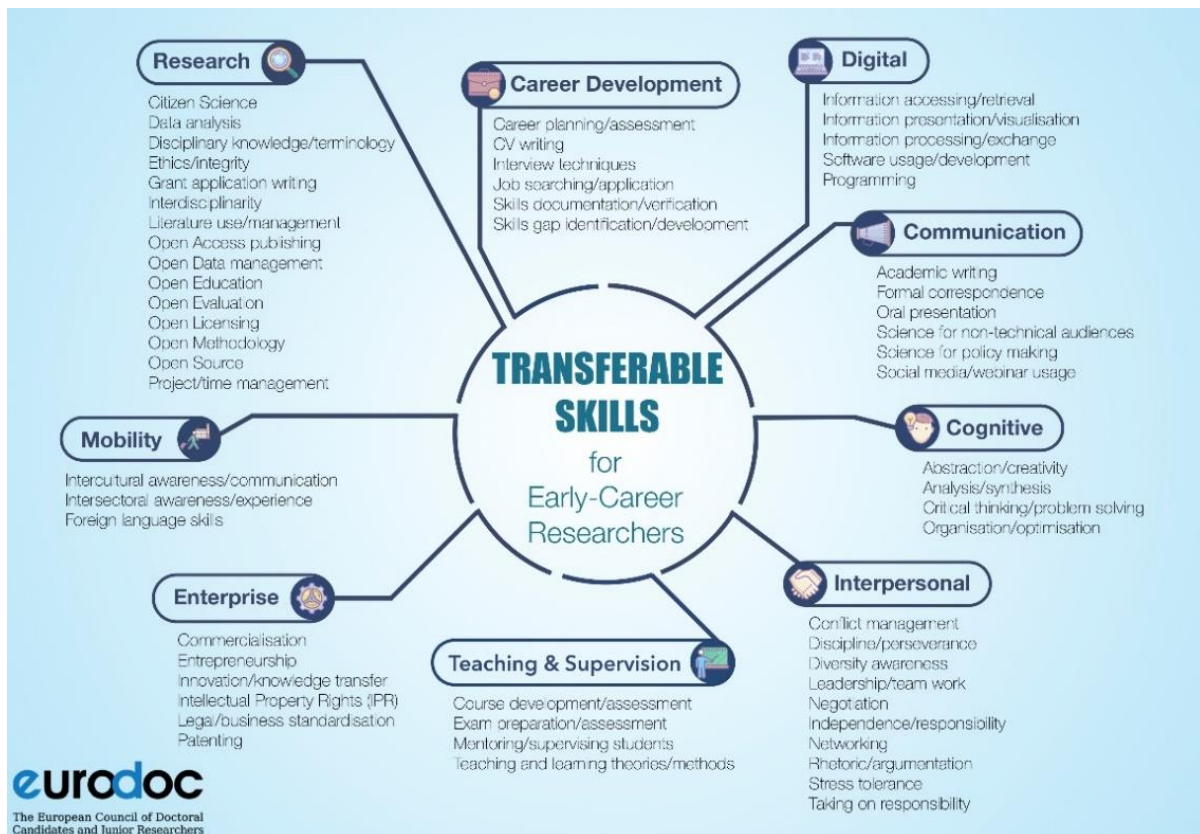 Research
Citizen Science
Data analysis
Disciplinary knowledge/terminology
Ethics/integrity
Grant application writing
Interdisciplinarity
Literature use/management
Open Access publishing
Open Data management
Open Education
Open Evaluation
Open Licensing
Open Methodology
Open Source
Project/time management
Career Development
Career planning/assessment
CV writing
Interview techniques
Job searching/application
Skills documentation/verification
Skills gap identification/development
Digital
Information accessing/retrieval
Information presentation/visualisation
Information processing/exchange
Software usage/development
Programming
Communication
Academic writing
Formal correspondence
Oral presentation
Science for non-technical audiences
Science for policy making
Social media/webinar usage
TRANSFERABLE
SKILLS
for
Early-Career
Researchers
Mobility
Intercultural awareness/communication
Intersectoral awareness/experience
Foreign language skills
Cognitive
Abstraction/creativity
Analysis/synthesis
Critical thinking/problem solving
Organisation/optimisation
Enterprise
Commercialisation
Entrepreneurship
Innovation/knowledge transfer
Intellectual Property Rights (IPR)
Legal/business standardisation
Patenting
Teaching & Supervision
Course development/assessment
Exam preparation/assessment
Mentoring/supervising students
Teaching and learning theories/methods
Interpersonal
Conflict management
Discipline/perseverance
Diversity awareness
Leadership/team work
Negotiation
Independence/responsibility
Networking
Rhetoric/argumentation
Stress tolerance
Taking on responsibility
eurodoc
The European Council of Doctoral
Candidates and Junior Researchers